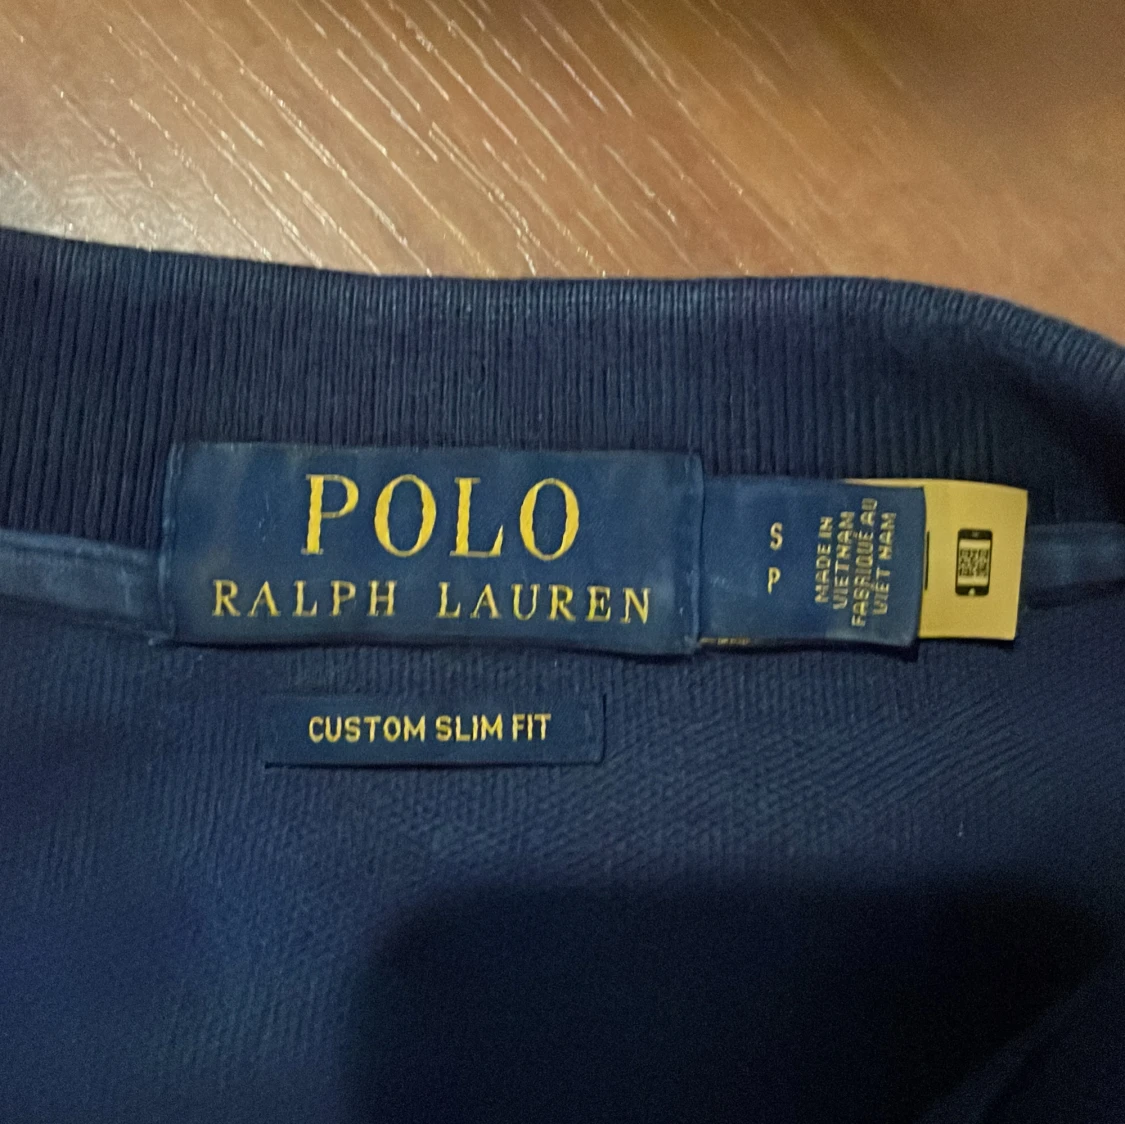 POLO
RALPH LAUREN
S
P
MADE IN
VIETNAM
FABRIQUÉ AU
VIET NAM
CUSTOM SLIM FIT